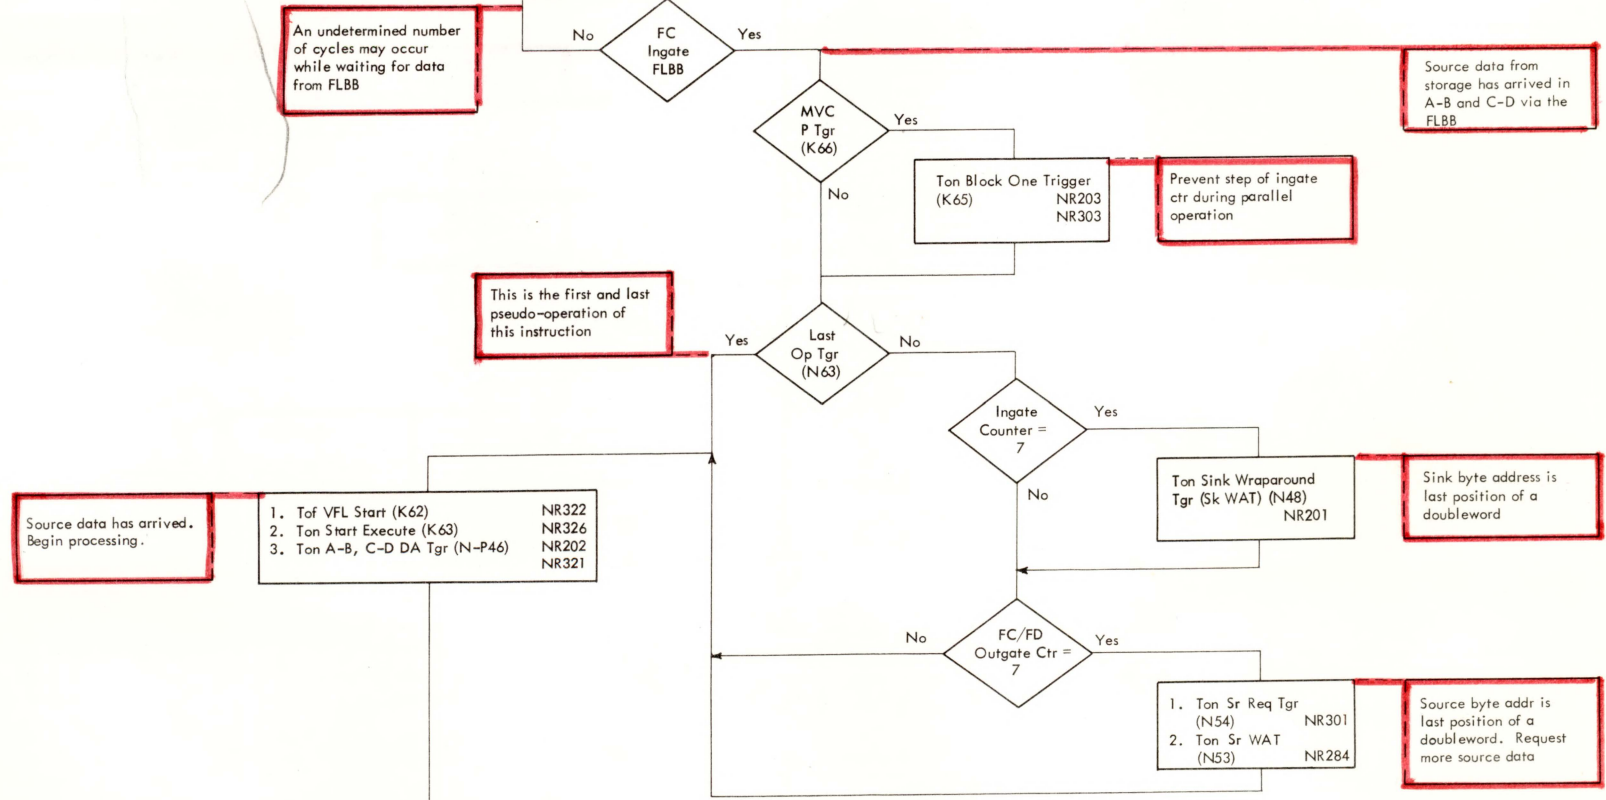 An undetermined number
of cycles may occur
while waiting for data
from FLBB
No
FC
Ingate
FLBB
Yes
Source data from
storage has arrived in
A-B and C-D via the
FLBB
MVC
P Tgr
(K66)
Yes
No
Ton Block One Trigger
(K65) NR203
NR303
Prevent step of ingate
ctr during parallel
operation
This is the first and last
pseudo-operation of
this instruction
Yes
Last
Op Tgr
(N63)
No
Ingate
Counter =
7
Yes
No
Ton Sink Wraparound
Tgr (Sk WAT) (N48)
NR201
Sink byte address is
last position of a
doubleword
Source data has arrived.
Begin processing.
1. Tof VFL Start (K62) NR322
2. Ton Start Execute (K63) NR326
3. Ton A-B, C-D DA Tgr (N-P46) NR202
NR321
No
FC/FD
Outgate Ctr =
7
Yes
1. Ton Sr Req Tgr
(N54) NR301
2. Ton Sr WAT
(N53) NR284
Source byte addr is
last position of a
doubleword. Request
more source data